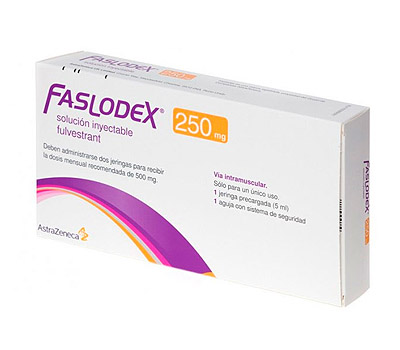 FASLODEX® 250 mg
solución inyectable
fulvestrant
Deben administrarse dos jeringas para recibir
la dosis mensual recomendada de 500 mg.
Vía intramuscular.
Sólo para un único uso.
1 jeringa precargada (5 ml)
1 aguja con sistema de seguridad
AstraZeneca
FASLODEX